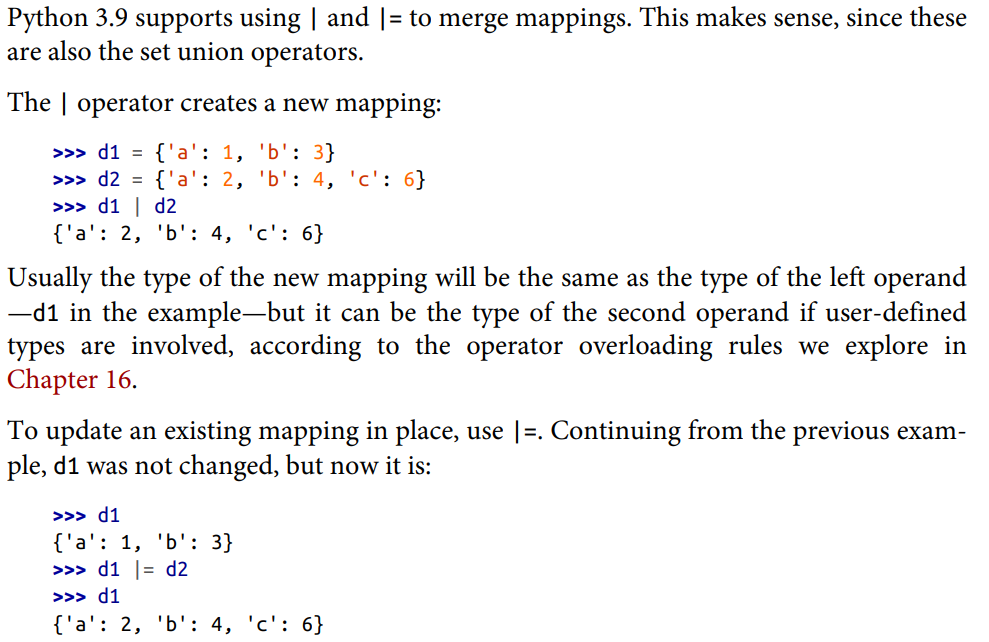 Python 3.9 supports using | and |= to merge mappings. This makes sense, since these
are also the set union operators.
The | operator creates a new mapping:
>>> d1 = {'a': 1, 'b': 3}
>>> d2 = {'a': 2, 'b': 4, 'c': 6}
>>> d1 | d2
{'a': 2, 'b': 4, 'c': 6}
Usually the type of the new mapping will be the same as the type of the left operand
—d1 in the example—but it can be the type of the second operand if user-defined
types are involved, according to the operator overloading rules we explore in
Chapter 16.
To update an existing mapping in place, use |=. Continuing from the previous exam-
ple, d1 was not changed, but now it is:
>>> d1
{'a': 1, 'b': 3}
>>> d1 |= d2
>>> d1
{'a': 2, 'b': 4, 'c': 6}